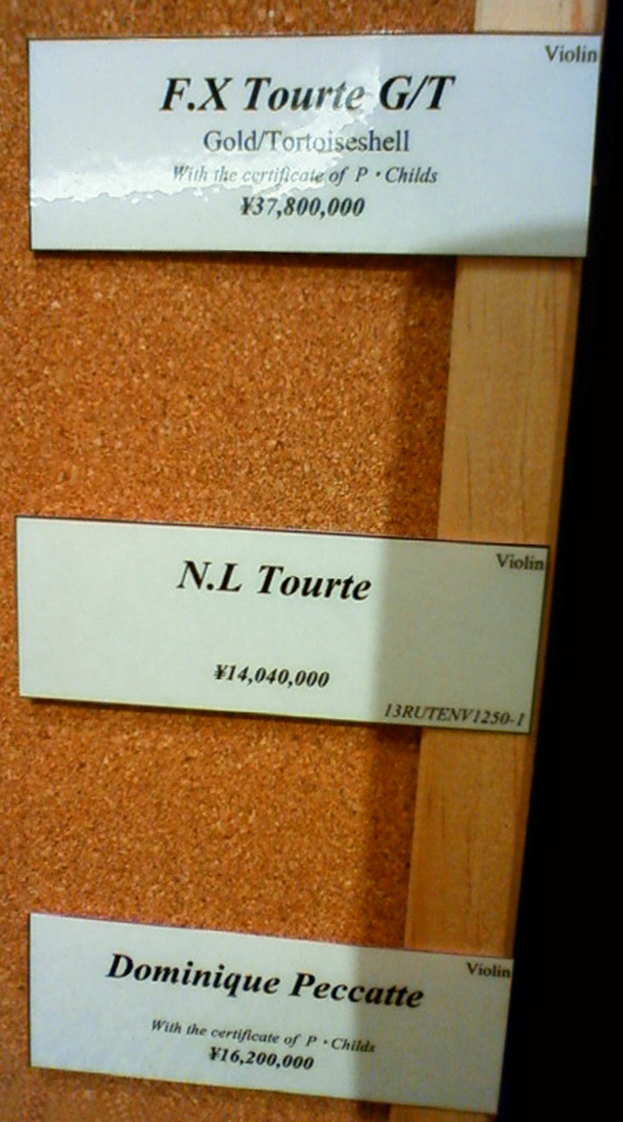 Violin
F.X Tourte G/T
Gold/Tortoiseshell
With the certificate of P・Childs
¥37,800,000
Violin
N.L Tourte
¥14,040,000
13RUTENV1250-1
Violin
Dominique Peccatte
With the certificate of P・Childs
¥16,200,000